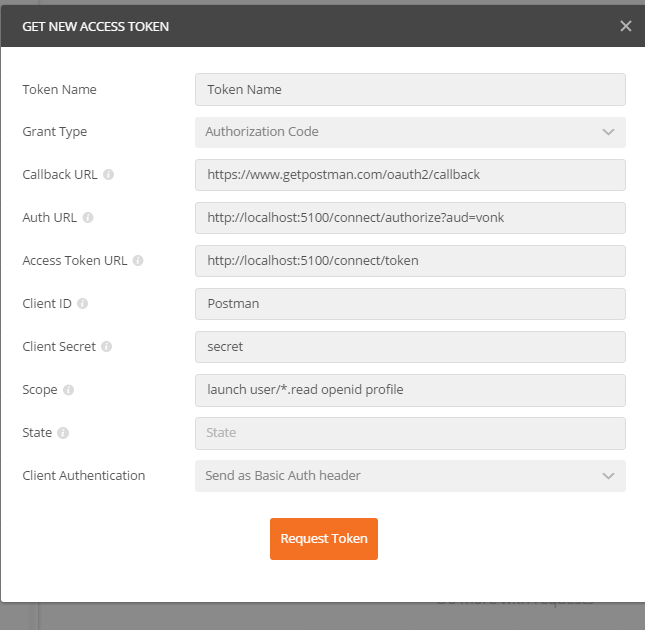 GET NEW ACCESS TOKEN
Token Name Token Name
Grant Type Authorization Code
Callback URL https://www.getpostman.com/oauth2/callback
Auth URL http://localhost:5100/connect/authorize?aud=vonk
Access Token URL http://localhost:5100/connect/token
Client ID Postman
Client Secret secret
Scope launch user/*.read openid profile
State State
Client Authentication Send as Basic Auth header
Request Token